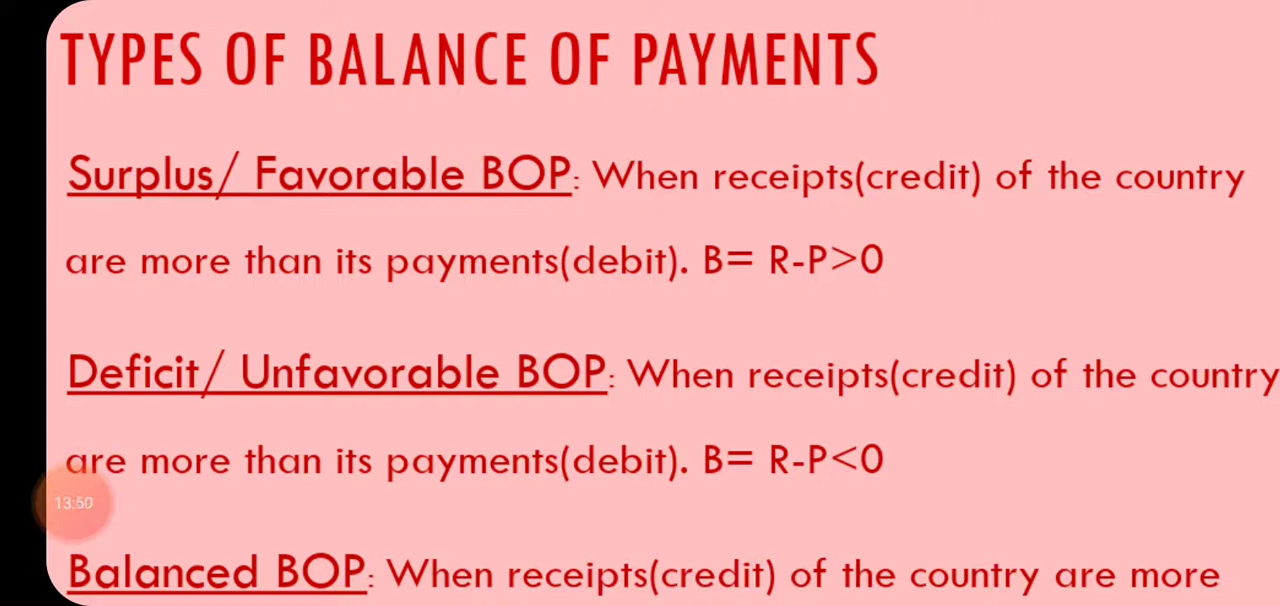 TYPES OF BALANCE OF PAYMENTS
Surplus/ Favorable BOP: When receipts(credit) of the country
are more than its payments(debit). B= R-P>0
Deficit/ Unfavorable BOP: When receipts(credit) of the country
are more than its payments(debit). B= R-P<0
13:50
Balanced BOP: When receipts(credit) of the country are more